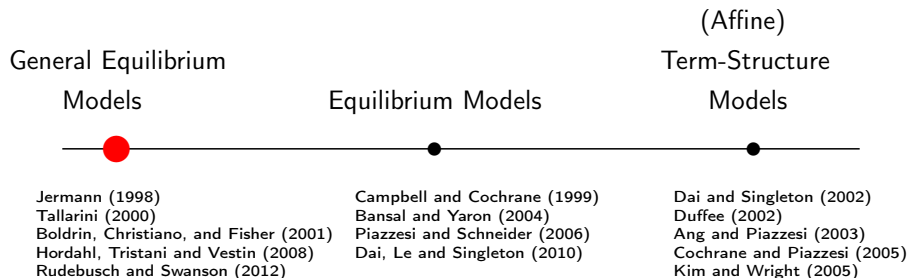 General Equilibrium
Models
Equilibrium Models
(Affine)
Term-Structure
Models
Jermann (1998)
Tallarini (2000)
Boldrin, Christiano, and Fisher (2001)
Hordahl, Tristani and Vestin (2008)
Rudebusch and Swanson (2012)
Campbell and Cochrane (1999)
Bansal and Yaron (2004)
Piazzesi and Schneider (2006)
Dai, Le and Singleton (2010)
Dai and Singleton (2002)
Duffee (2002)
Ang and Piazzesi (2003)
Cochrane and Piazzesi (2005)
Kim and Wright (2005)